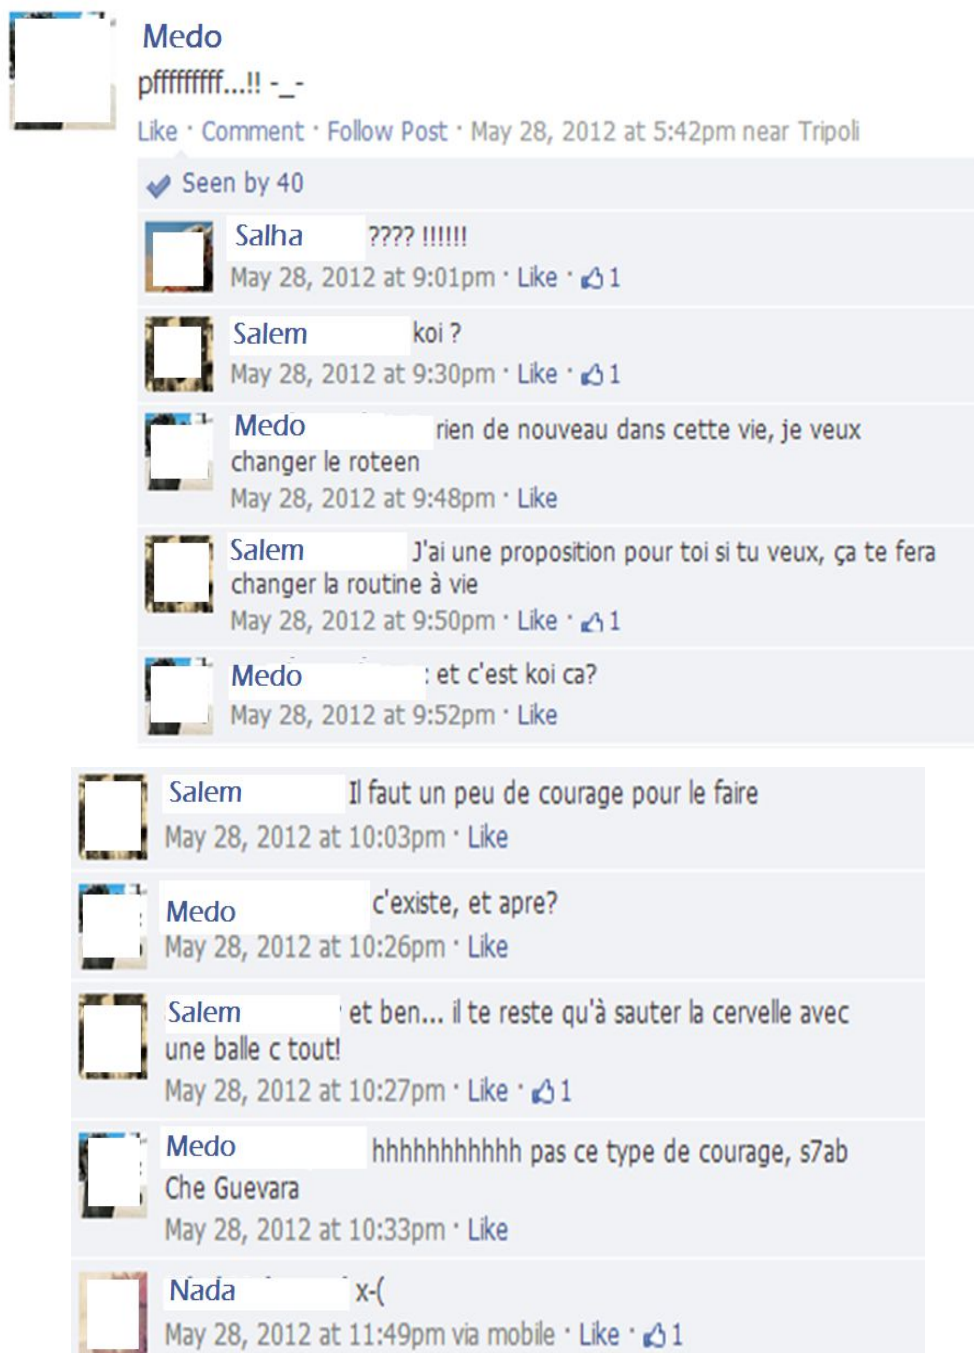 Medo
pfffffffff...!! -_-
Like · Comment · Follow Post · May 28, 2012 at 5:42pm near Tripoli
Seen by 40
Salha ???? !!!!!!
May 28, 2012 at 9:01pm · Like · 1
Salem koi ?
May 28, 2012 at 9:30pm · Like · 1
Medo rien de nouveau dans cette vie, je veux
changer le roteen
May 28, 2012 at 9:48pm · Like
Salem J'ai une proposition pour toi si tu veux, ça te fera
changer la routine à vie
May 28, 2012 at 9:50pm · Like · 1
Medo : et c'est koi ca?
May 28, 2012 at 9:52pm · Like
Salem Il faut un peu de courage pour le faire
May 28, 2012 at 10:03pm · Like
Medo c'existe, et apre?
May 28, 2012 at 10:26pm · Like
Salem et ben... il te reste qu'à sauter la cervelle avec
une balle c tout!
May 28, 2012 at 10:27pm · Like · 1
Medo hhhhhhhhhhh pas ce type de courage, s7ab
Che Guevara
May 28, 2012 at 10:33pm · Like
Nada x-(
May 28, 2012 at 11:49pm via mobile · Like · 1